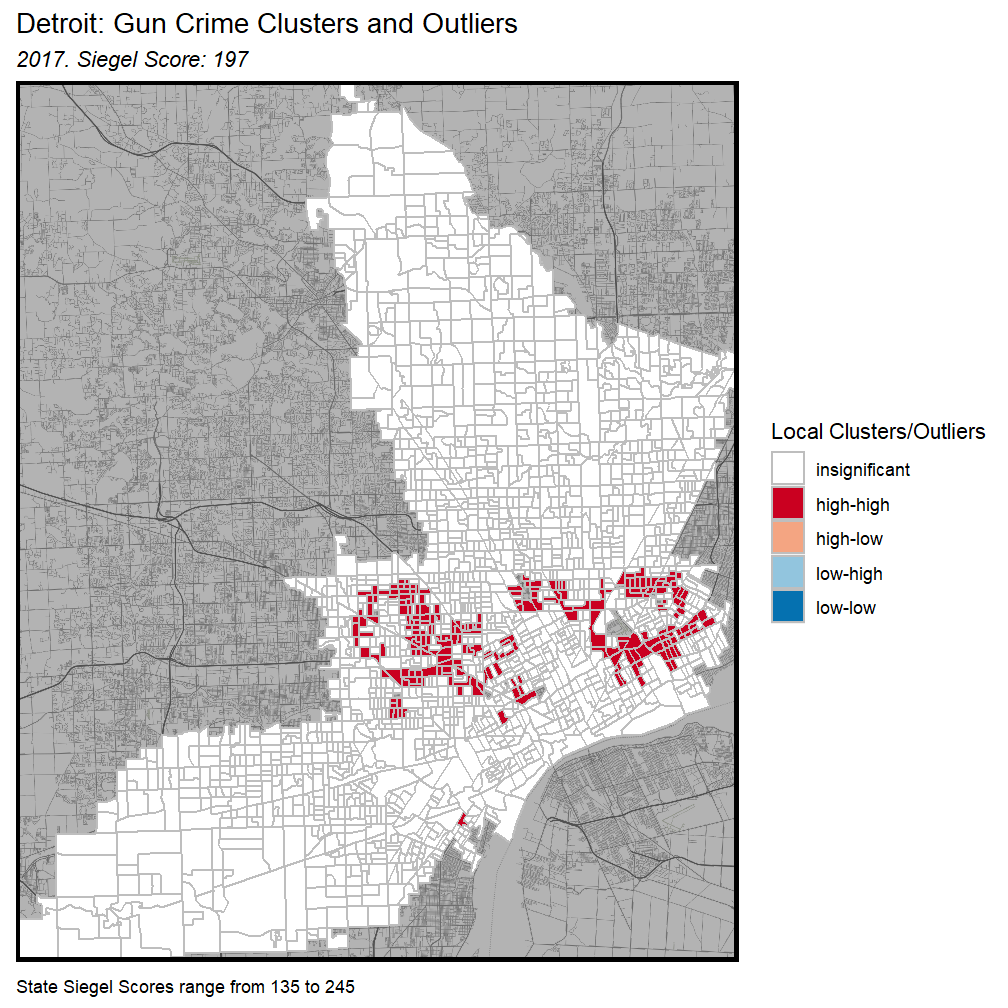 Detroit: Gun Crime Clusters and Outliers
2017. Siegel Score: 197
Local Clusters/Outliers
insignificant
high-high
high-low
low-high
low-low
State Siegel Scores range from 135 to 245